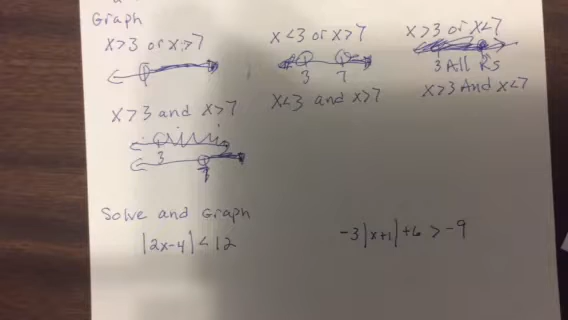 Graph
x>3 or x>7
x<3 or x>7
x>3 or x<7
3 7
3 All Rs
x>3 and x>7
x<3 and x>7
x>3 And x<7
3
7
Solve and Graph
|2x-4| < 12
-3|x+1| +6 > -9